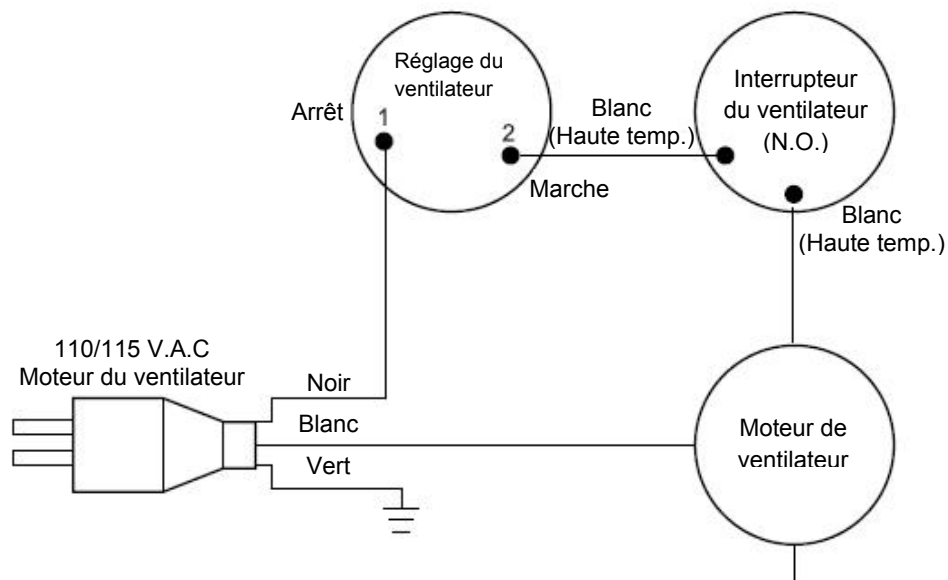 Réglage du
ventilateur
Arrêt
1
2
Marche
Blanc
(Haute temp.)
Interrupteur
du ventilateur
(N.O.)
Blanc
(Haute temp.)
110/115 V.A.C
Moteur du ventilateur
Noir
Blanc
Vert
Moteur de
ventilateur